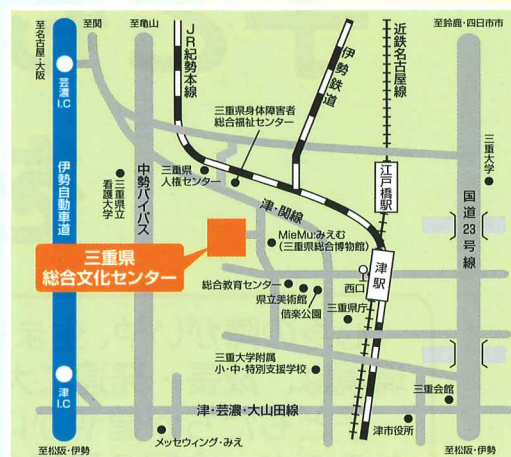 至名古屋・大阪
至関
至亀山
JR紀勢本線
伊勢鉄道
近鉄名古屋線
至鈴鹿・四日市市
芸濃
I.C
三重県身体障害者
総合福祉センター
三重県
人権センター
三重県立
看護大学
伊勢自動車道
中勢バイパス
津・関線
江戸橋駅
三重大学
国道23号線
MieMu:みえむ
(三重県総合博物館)
三重県
総合文化センター
総合教育センター
県立美術館
偕楽公園
西口
津駅
三重県庁
三重大学附属
小・中・特別支援学校
津
I.C
三重会館
津・芸濃・大山田線
津市役所
メッセウィング・みえ
至松阪・伊勢
至松阪・伊勢